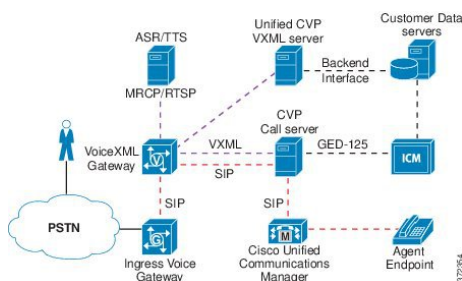 ASR/TTS
MRCP/RTSP
Unified CVP
VXML server
Customer Data
servers
Backend
Interface
VoiceXML
Gateway
V
VXML
SIP
CVP
Call server
GED-125
ICM
PSTN
SIP
G
Ingress Voice
Gateway
SIP
M
Cisco Unified
Communications
Manager
Agent
Endpoint
372354